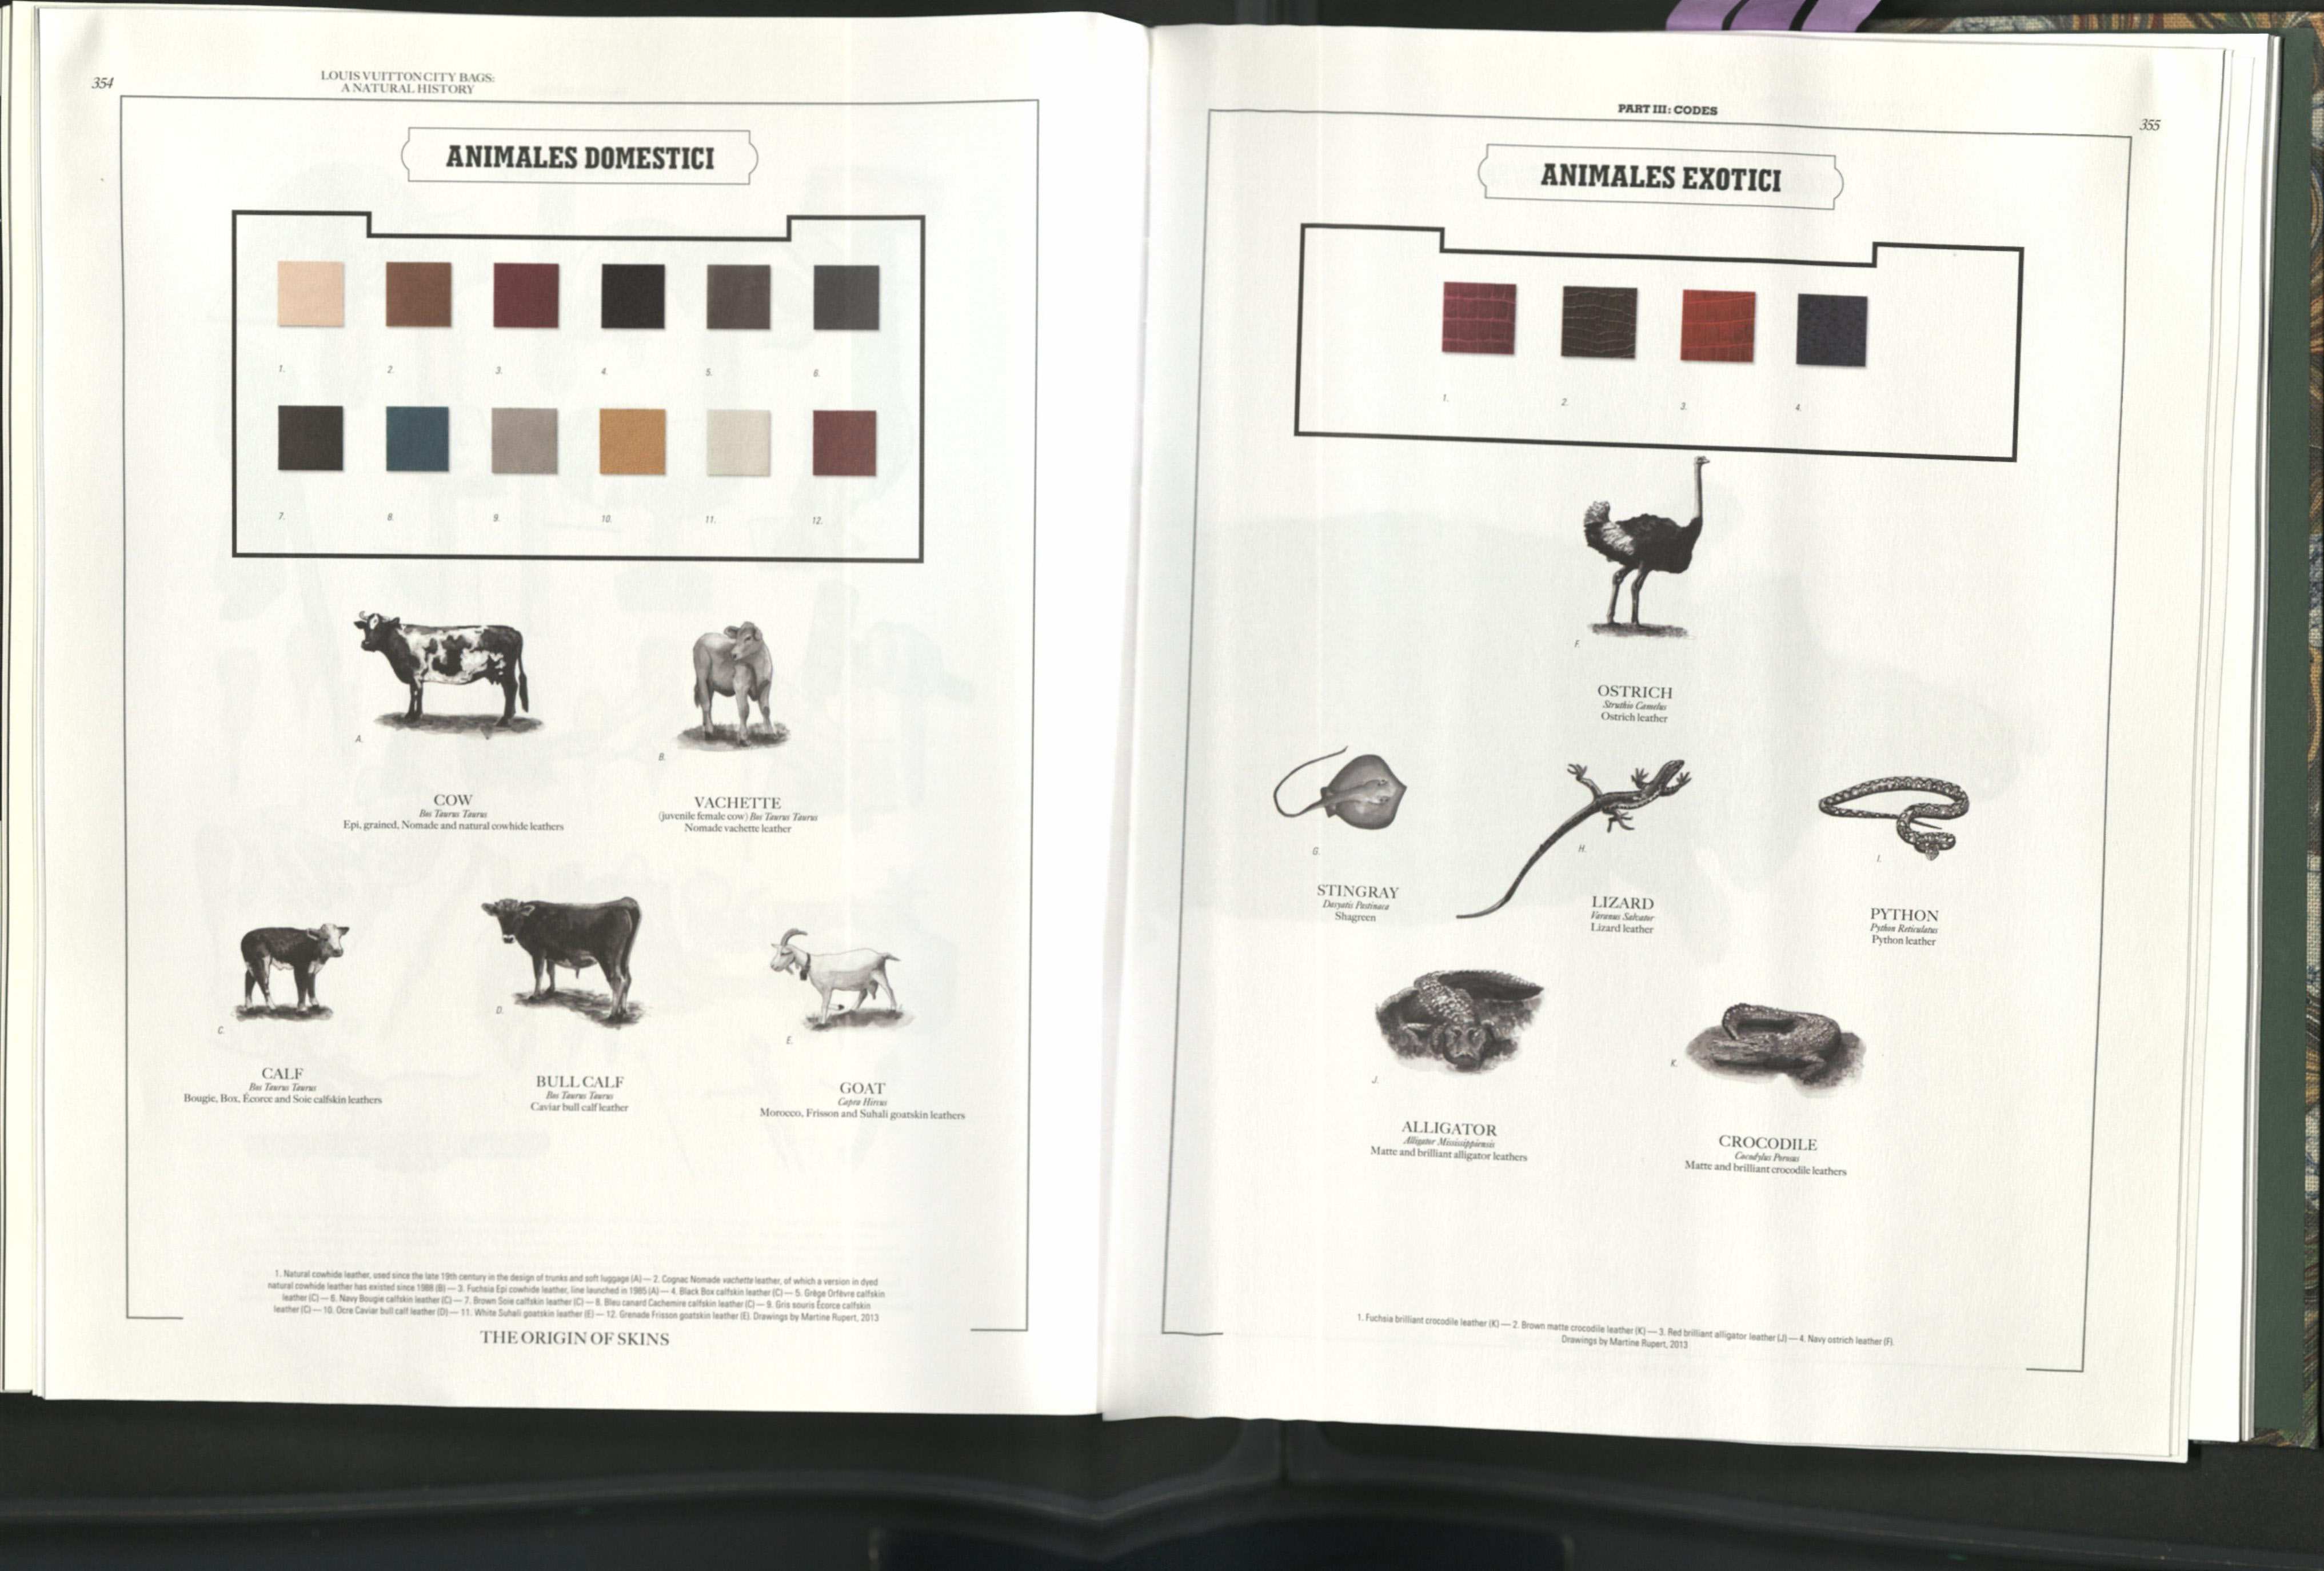 354
LOUIS VUITTON CITY BAGS:
A NATURAL HISTORY
ANIMALES DOMESTICI
1.
2.
3.
4.
5.
6.
7.
8.
9.
10.
11.
12.
A.
B.
COW
Bos Taurus Taurus
Epi, grained, Nomade and natural cowhide leathers
VACHETTE
(juvenile female cow) Bos Taurus Taurus
Nomade vachette leather
C.
D.
E.
CALF
Bos Taurus Taurus
Bougie, Box, Écorce and Soie calfskin leathers
BULL CALF
Bos Taurus Taurus
Caviar bull calf leather
GOAT
Capra Hircus
Morocco, Frisson and Suhali goatskin leathers
1. Natural cowhide leather, used since the late 19th century in the design of trunks and soft luggage (A) — 2. Cognac Nomade vachette leather, of which a version in dyed
natural cowhide leather has existed since 1988 (B) — 3. Fuchsia Epi cowhide leather, line launched in 1985 (A) — 4. Black Box calfskin leather (C) — 5. Grège Orfèvre calfskin
leather (C) — 6. Navy Bougie calfskin leather (C) — 7. Brown Soie calfskin leather (C) — 8. Bleu canard Cachemire calfskin leather (C) — 9. Gris souris Écorce calfskin
leather (C) — 10. Ocre Caviar bull calf leather (D) — 11. White Suhali goatskin leather (E) — 12. Grenade Frisson goatskin leather (E). Drawings by Martine Rupert, 2013
THE ORIGIN OF SKINS
PART III: CODES
355
ANIMALES EXOTICI
1.
2.
3.
4.
F.
OSTRICH
Struthio Camelus
Ostrich leather
G.
H.
I.
STINGRAY
Dasyatis Pastinaca
Shagreen
LIZARD
Varanus Salvator
Lizard leather
PYTHON
Python Reticulatus
Python leather
J.
K.
ALLIGATOR
Alligator Mississippiensis
Matte and brilliant alligator leathers
CROCODILE
Cocodylus Porosus
Matte and brilliant crocodile leathers
1. Fuchsia brilliant crocodile leather (K) — 2. Brown matte crocodile leather (K) — 3. Red brilliant alligator leather (J) — 4. Navy ostrich leather (F).
Drawings by Martine Rupert, 2013